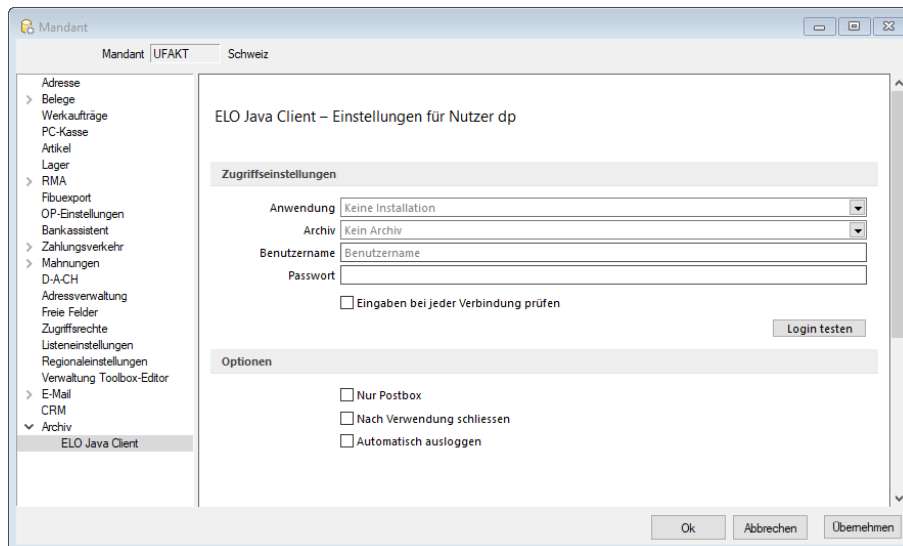 Mandant
Mandant UFAKT Schweiz
Adresse
Belege
Werkaufträge
PC-Kasse
Artikel
Lager
RMA
Fibuexport
OP-Einstellungen
Bankassistent
Zahlungsverkehr
Mahnungen
D-A-CH
Adressverwaltung
Freie Felder
Zugriffsrechte
Listeneinstellungen
Regionaleinstellungen
Verwaltung Toolbox-Editor
E-Mail
CRM
Archiv
ELO Java Client
ELO Java Client – Einstellungen für Nutzer dp
Zugriffseinstellungen
Anwendung Keine Installation
Archiv Kein Archiv
Benutzername Benutzername
Passwort
Eingaben bei jeder Verbindung prüfen
Login testen
Optionen
Nur Postbox
Nach Verwendung schliessen
Automatisch ausloggen
Ok Abbrechen Übernehmen